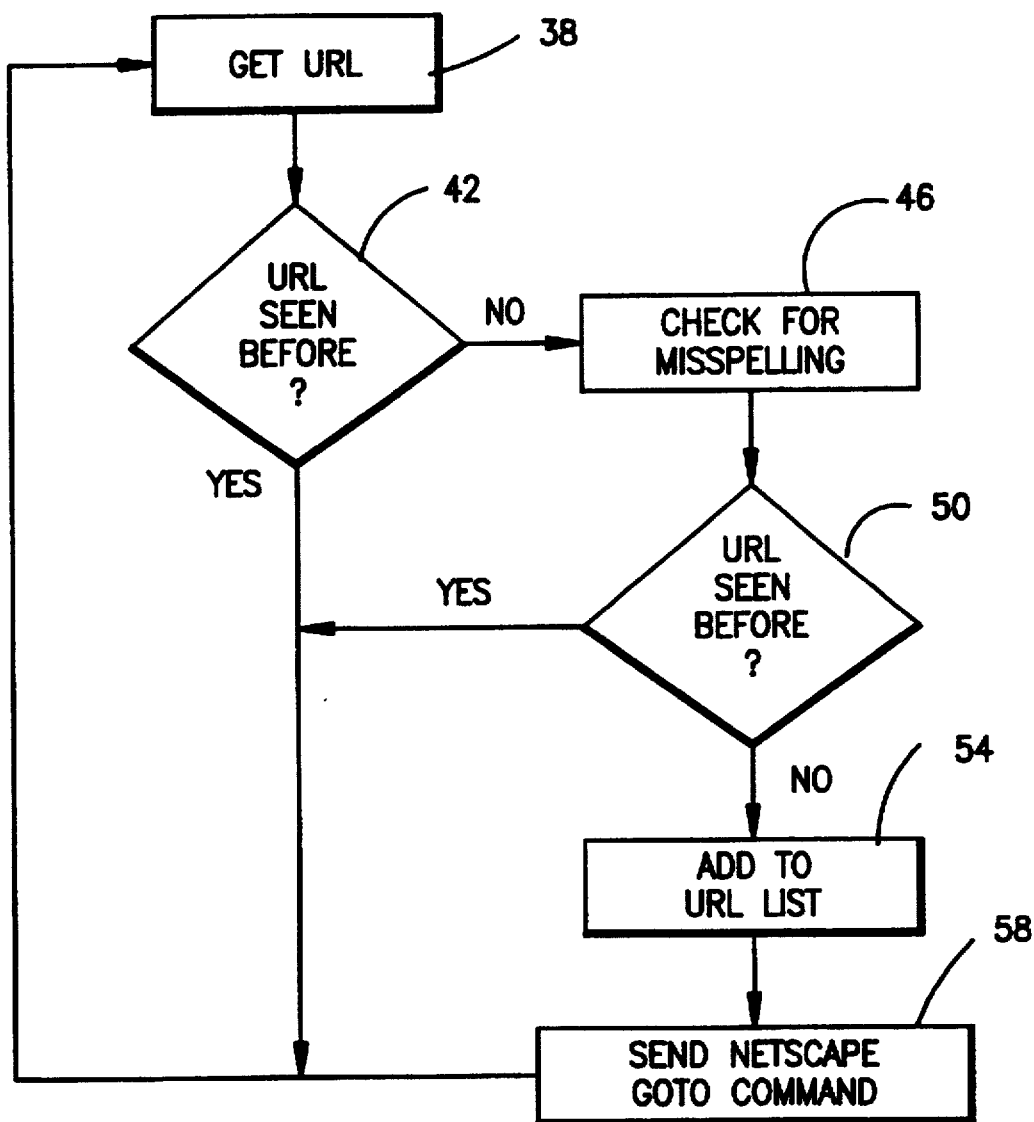 GET URL
38
42
URL
SEEN
BEFORE
?
NO
YES
46
CHECK FOR
MISSPELLING
50
URL
SEEN
BEFORE
?
YES
NO
54
ADD TO
URL LIST
58
SEND NETSCAPE
GOTO COMMAND